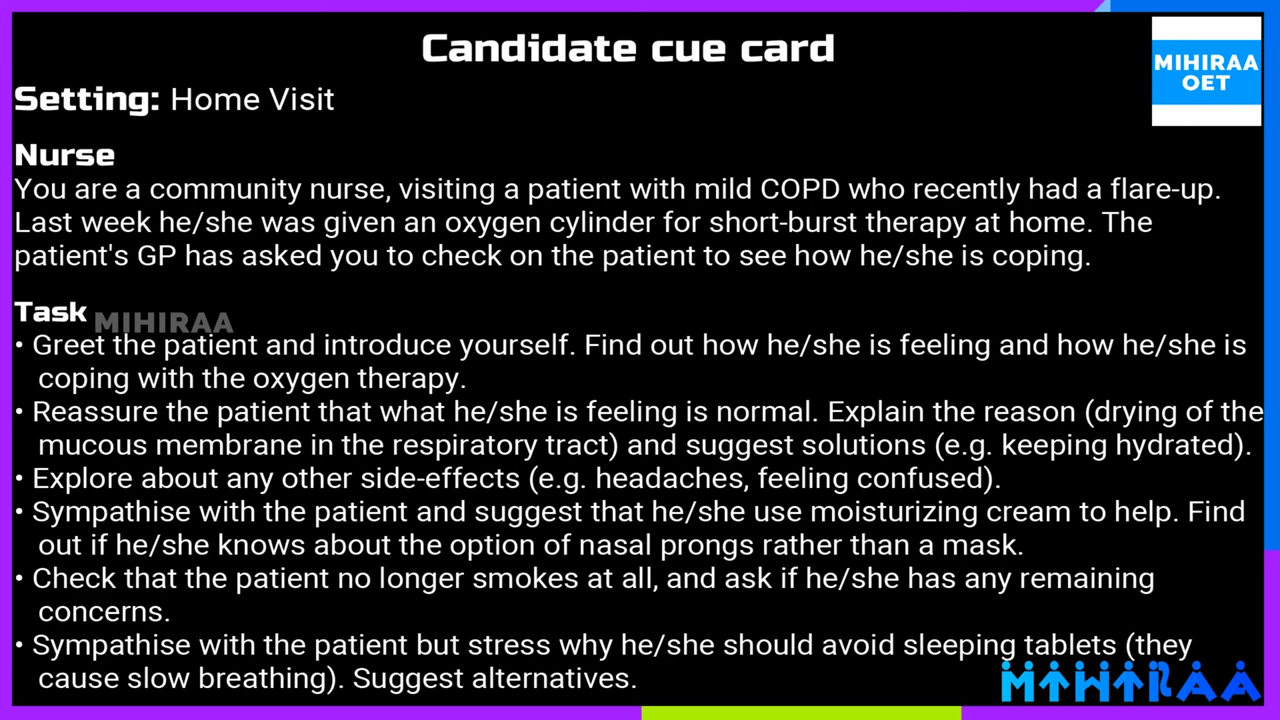 Candidate cue card
MIHIRAA
OET
Setting: Home Visit
Nurse
You are a community nurse, visiting a patient with mild COPD who recently had a flare-up.
Last week he/she was given an oxygen cylinder for short-burst therapy at home. The
patient's GP has asked you to check on the patient to see how he/she is coping.
Task
MIHIRAA
• Greet the patient and introduce yourself. Find out how he/she is feeling and how he/she is
coping with the oxygen therapy.
• Reassure the patient that what he/she is feeling is normal. Explain the reason (drying of the
mucous membrane in the respiratory tract) and suggest solutions (e.g. keeping hydrated).
• Explore about any other side-effects (e.g. headaches, feeling confused).
• Sympathise with the patient and suggest that he/she use moisturizing cream to help. Find
out if he/she knows about the option of nasal prongs rather than a mask.
• Check that the patient no longer smokes at all, and ask if he/she has any remaining
concerns.
• Sympathise with the patient but stress why he/she should avoid sleeping tablets (they
cause slow breathing). Suggest alternatives.
MIHIRAA